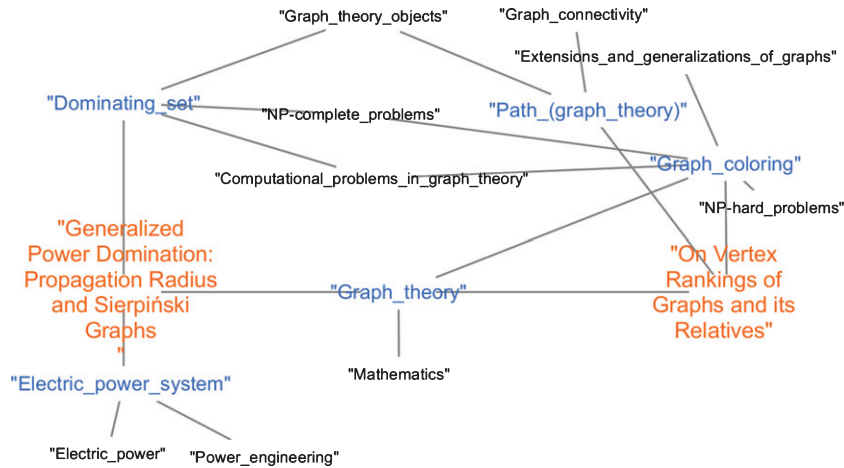 "Graph_theory_objects"
"Graph_connectivity"
"Extensions_and_generalizations_of_graphs"
"Dominating_set"
"NP-complete_problems"
"Path_(graph_theory)"
"Graph_coloring"
"Computational_problems_in_graph_theory"
"NP-hard_problems"
"Generalized
Power Domination:
Propagation Radius
and Sierpiński
Graphs
"
"On Vertex
Rankings of
Graphs and its
Relatives"
"Graph_theory"
"Mathematics"
"Electric_power_system"
"Electric_power"
"Power_engineering"